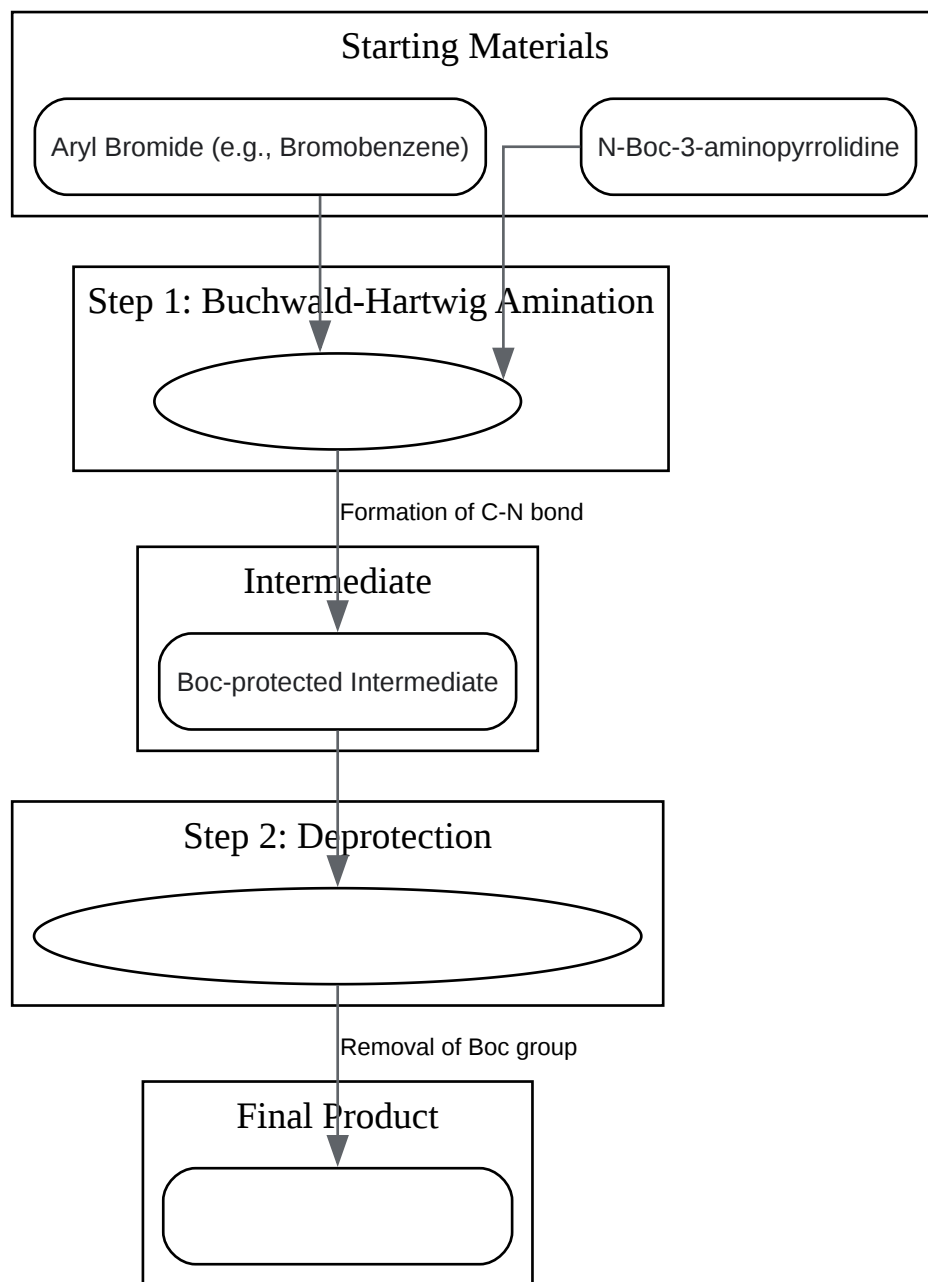 Starting Materials
Aryl Bromide (e.g., Bromobenzene)
N-Boc-3-aminopyrrolidine
Step 1: Buchwald-Hartwig Amination
Formation of C-N bond
Intermediate
Boc-protected Intermediate
Step 2: Deprotection
Removal of Boc group
Final Product